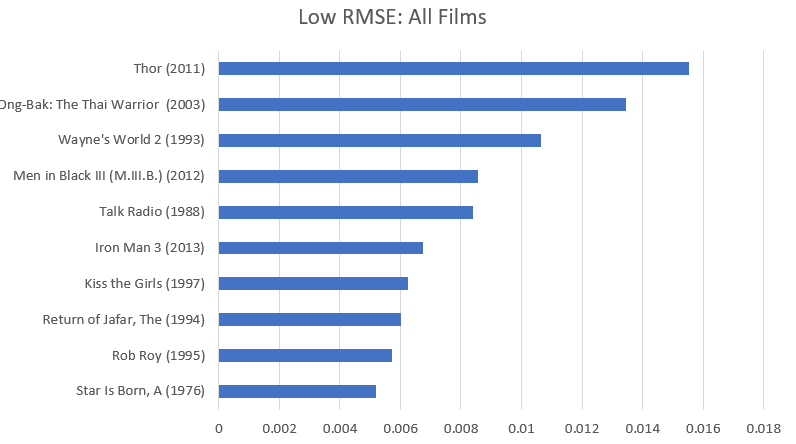 Low RMSE: All Films
Thor (2011)
Ong-Bak: The Thai Warrior  (2003)
Wayne's World 2 (1993)
Men in Black III (M.III.B.) (2012)
Talk Radio (1988)
Iron Man 3 (2013)
Kiss the Girls (1997)
Return of Jafar, The (1994)
Rob Roy (1995)
Star Is Born, A (1976)
0 0.002 0.004 0.006 0.008 0.01 0.012 0.014 0.016 0.018